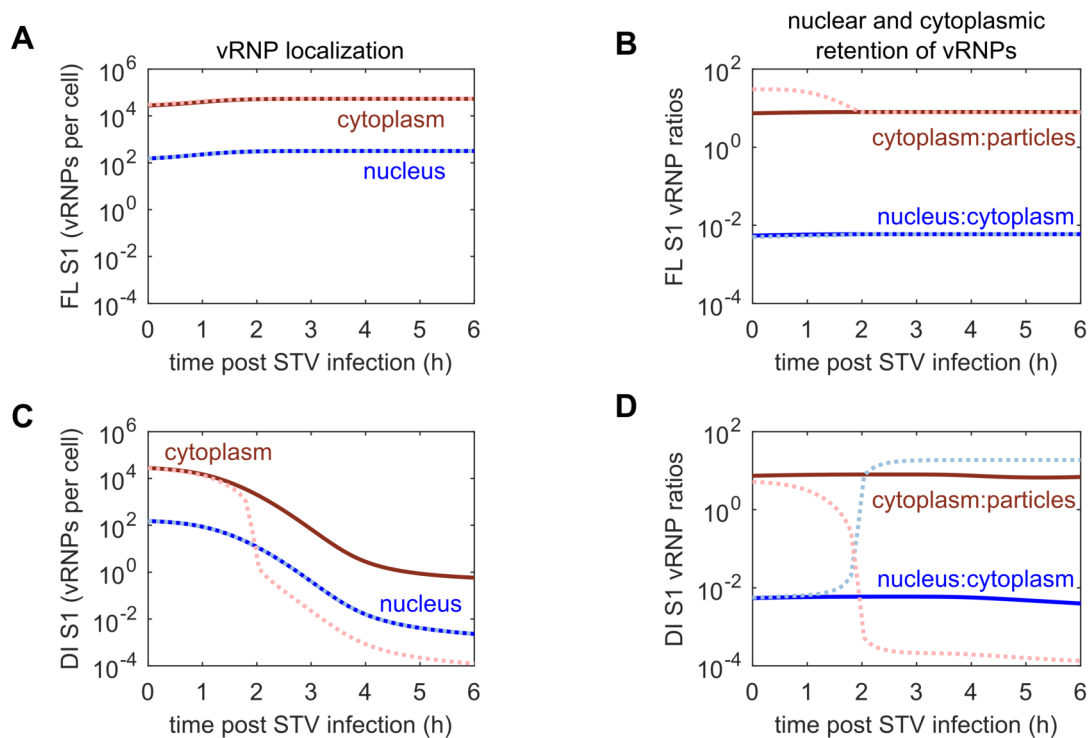 A
vRNP localization
FL S1 (vRNPs per cell)
10^6
10^4
10^2
10^0
10^-2
10^-4
cytoplasm
nucleus
0 1 2 3 4 5 6
time post STV infection (h)
B
nuclear and cytoplasmic
retention of vRNPs
FL S1 vRNP ratios
10^2
10^0
10^-2
10^-4
cytoplasm:particles
nucleus:cytoplasm
0 1 2 3 4 5 6
time post STV infection (h)
C
DI S1 (vRNPs per cell)
10^6
10^4
10^2
10^0
10^-2
10^-4
cytoplasm
nucleus
0 1 2 3 4 5 6
time post STV infection (h)
D
DI S1 vRNP ratios
10^2
10^0
10^-2
10^-4
cytoplasm:particles
nucleus:cytoplasm
0 1 2 3 4 5 6
time post STV infection (h)